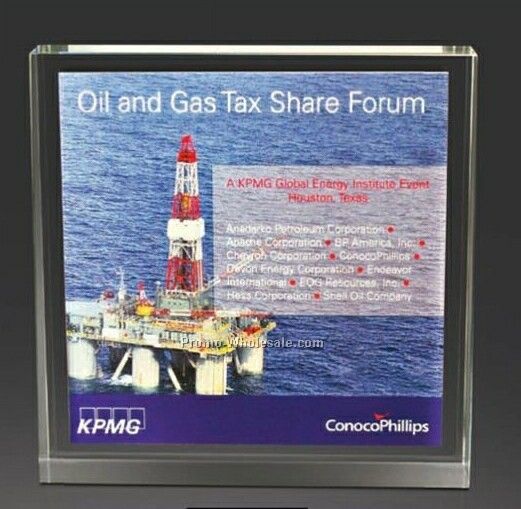 Oil and Gas Tax Share Forum
A KPMG Global Energy Institute Event
Houston, Texas
Anadarko Petroleum Corporation •
Apache Corporation • BP America, Inc. •
Chevron Corporation • ConocoPhillips •
Devon Energy Corporation • Endeavor
International • EOG Resources, Inc. •
Hess Corporation • Shell Oil Company
Promo-Wholesale.com
KPMG
ConocoPhillips